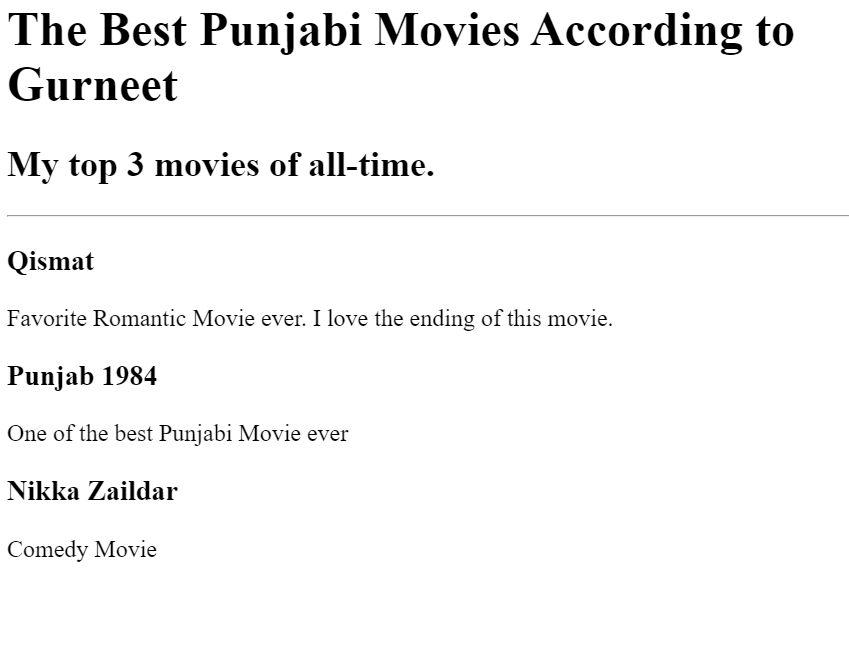 The Best Punjabi Movies According to
Gurneet
My top 3 movies of all-time.
Qismat
Favorite Romantic Movie ever. I love the ending of this movie.
Punjab 1984
One of the best Punjabi Movie ever
Nikka Zaildar
Comedy Movie